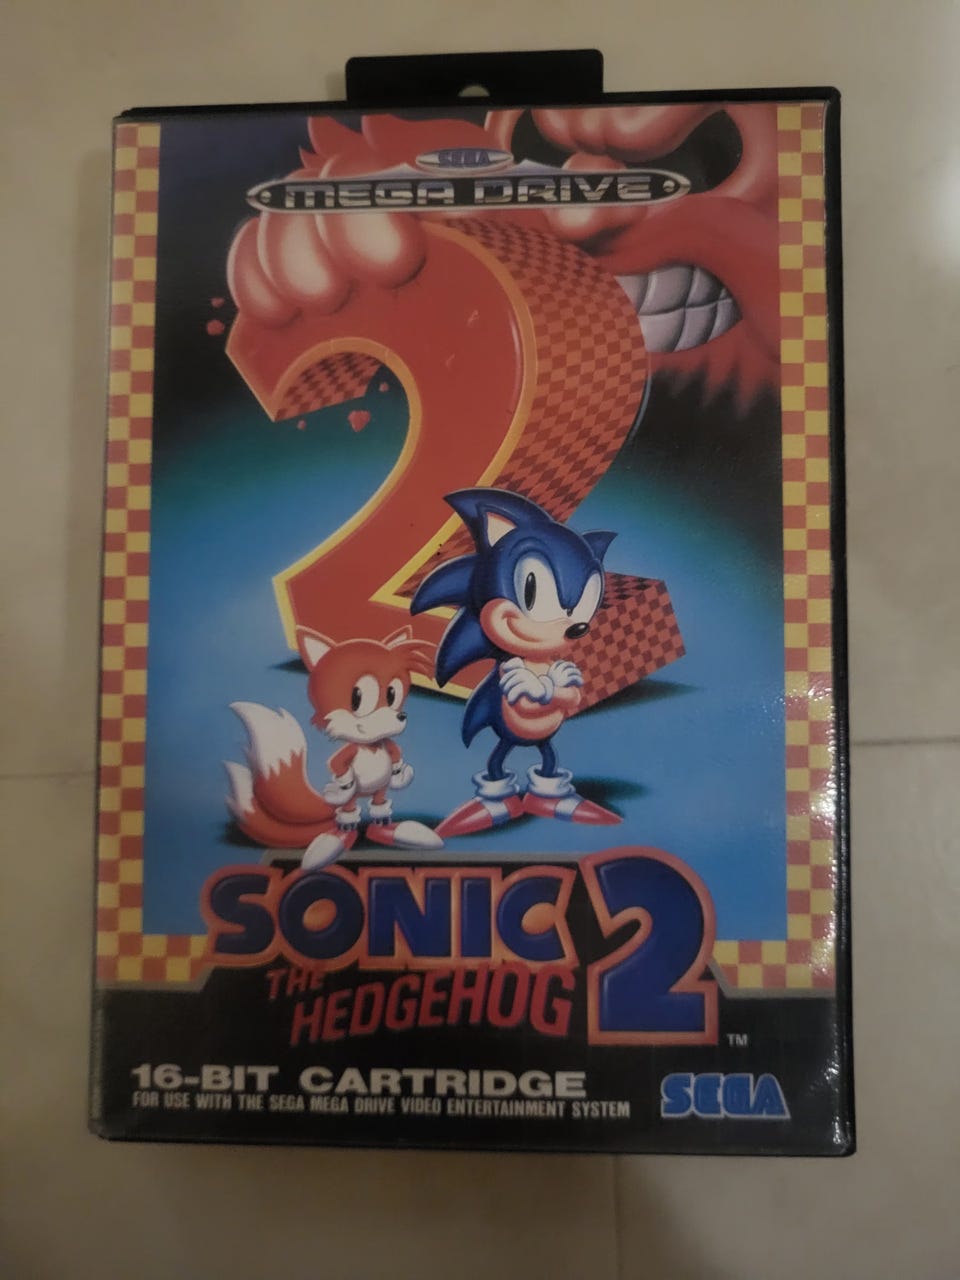 SEGA
MEGA DRIVE
2
SONIC 2
THE
HEDGEHOG
TM
16-BIT CARTRIDGE
FOR USE WITH THE SEGA MEGA DRIVE VIDEO ENTERTAINMENT SYSTEM
SEGA